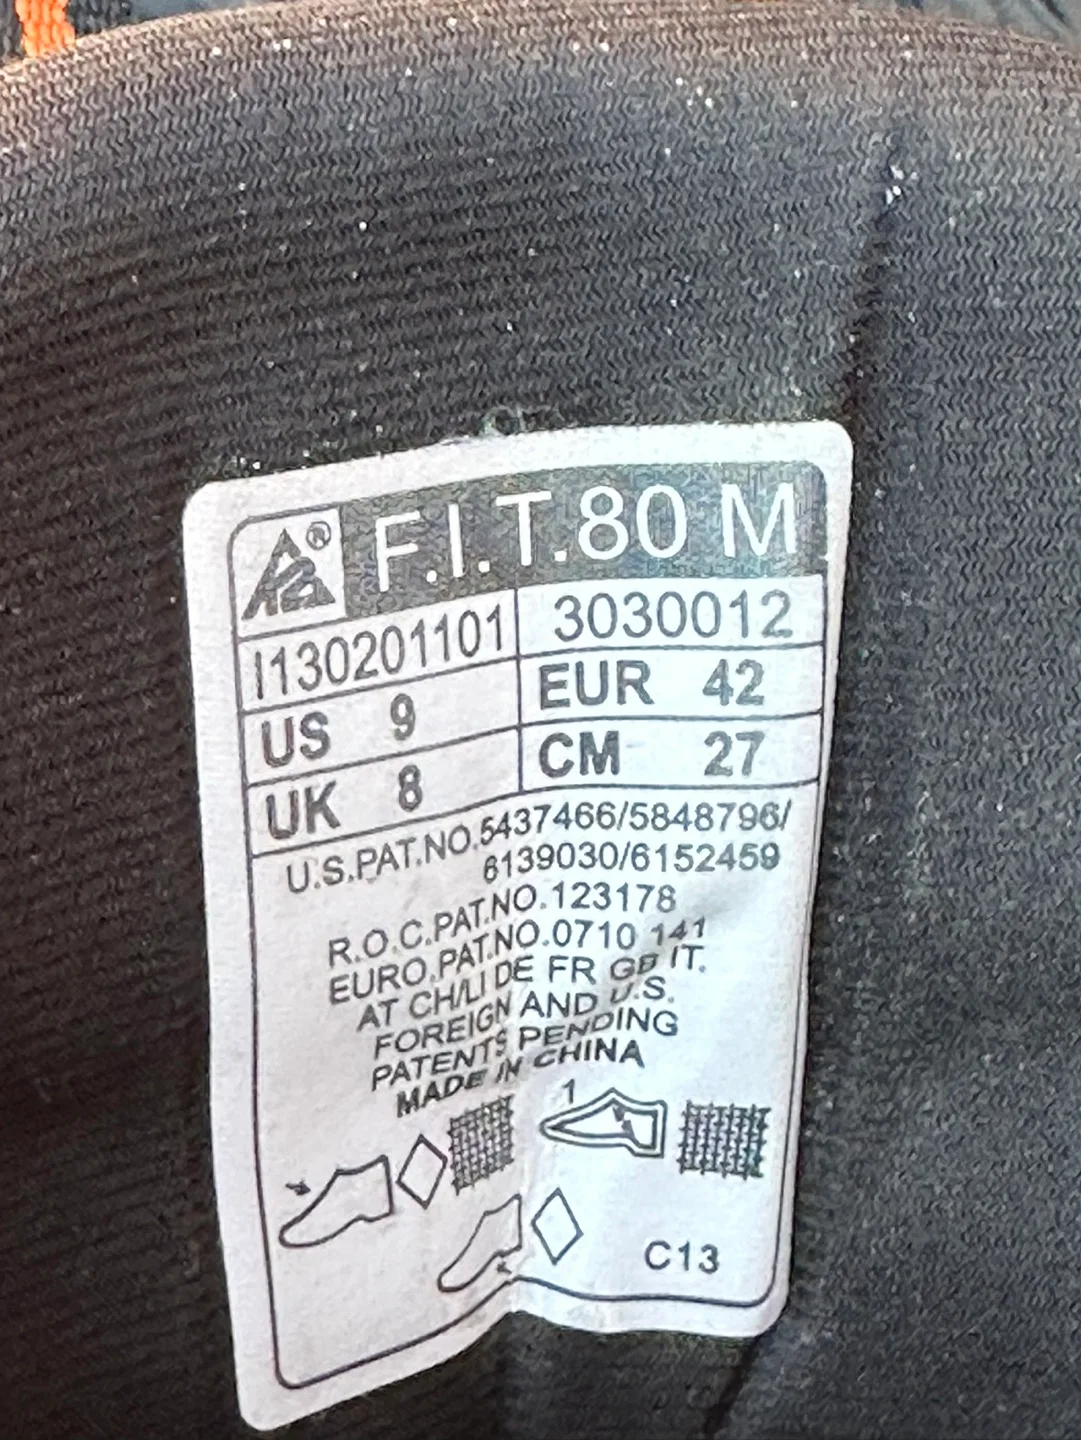 A2® F.I.T.80 M
I130201101 3030012
US 9 EUR 42
UK 8 CM 27
U.S.PAT.NO.5437466/5848796/
6139030/6152459
R.O.C.PAT.NO.123178
EURO.PAT.NO.0710 141
AT CH/LI DE FR GB IT.
FOREIGN AND U.S.
PATENTS PENDING
MADE IN CHINA
1
C13